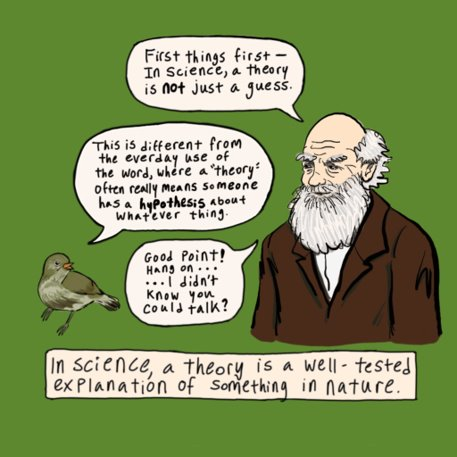 First things first —
In Science, a theory
is not just a guess.
This is different from
the everday use of
the word, where a "theory"
often really means someone
has a hypothesis about
whatever thing.
Good Point!
Hang on....
...I didn't
know you
could talk?
In science, a theory is a well-tested
explanation of something in nature.